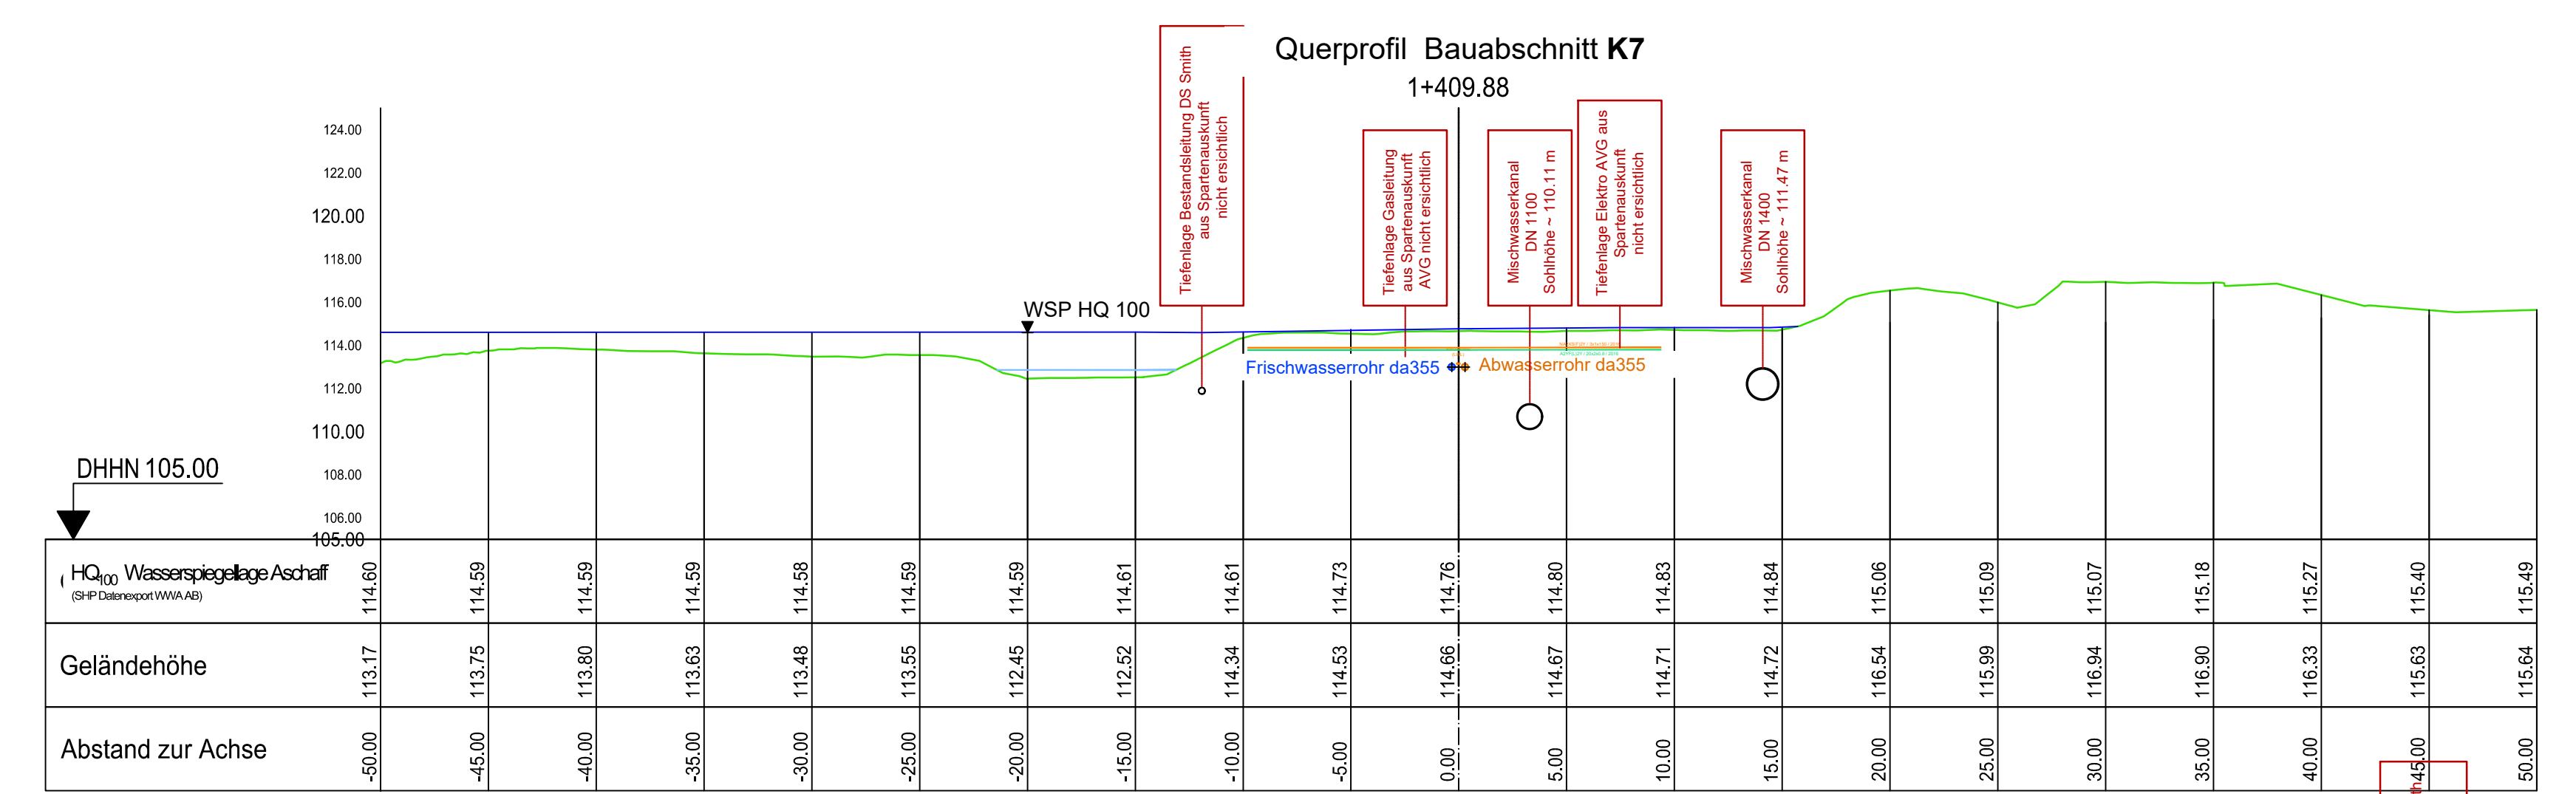 Querprofil Bauabschnitt K7
1+409.88
Tiefenlage Bestandsleitung DS Smith
aus Spartenauskunft
nicht ersichtlich
Tiefenlage Gasleitung
aus Spartenauskunft
AVG nicht ersichtlich
Mischwasserkanal
DN 1100
Sohlhöhe ~ 110.11 m
Tiefenlage Elektro AVG aus
Spartenauskunft
nicht ersichtlich
Mischwasserkanal
DN 1400
Sohlhöhe ~ 111.47 m
124.00
122.00
120.00
118.00
116.00
114.00
112.00
110.00
108.00
106.00
105.00
WSP HQ 100
Frischwasserrohr da355
Abwasserrohr da355
DHHN 105.00
HQ100 Wasserspiegellage Aschaff
(SHP Datenexport WWA AB)
114.60 114.59 114.59 114.59 114.58 114.59 114.59 114.61 114.61 114.73 114.76 114.80 114.83 114.84 115.06 115.09 115.07 115.18 115.27 115.40 115.49
Geländehöhe
113.17 113.75 113.80 113.63 113.48 113.55 112.45 112.52 114.34 114.53 114.66 114.67 114.71 114.72 116.54 115.99 116.94 116.90 116.33 115.63 115.64
Abstand zur Achse
-50.00 -45.00 -40.00 -35.00 -30.00 -25.00 -20.00 -15.00 -10.00 -5.00 0.00 5.00 10.00 15.00 20.00 25.00 30.00 35.00 40.00 45.00 50.00